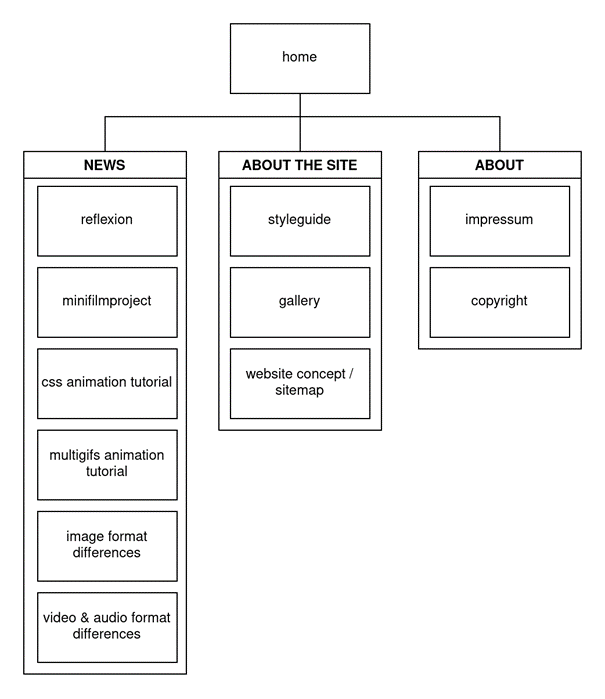 home
NEWS
reflexion
minifilmproject
css animation tutorial
multigifs animation
tutorial
image format
differences
video & audio format
differences
ABOUT THE SITE
styleguide
gallery
website concept /
sitemap
ABOUT
impressum
copyright